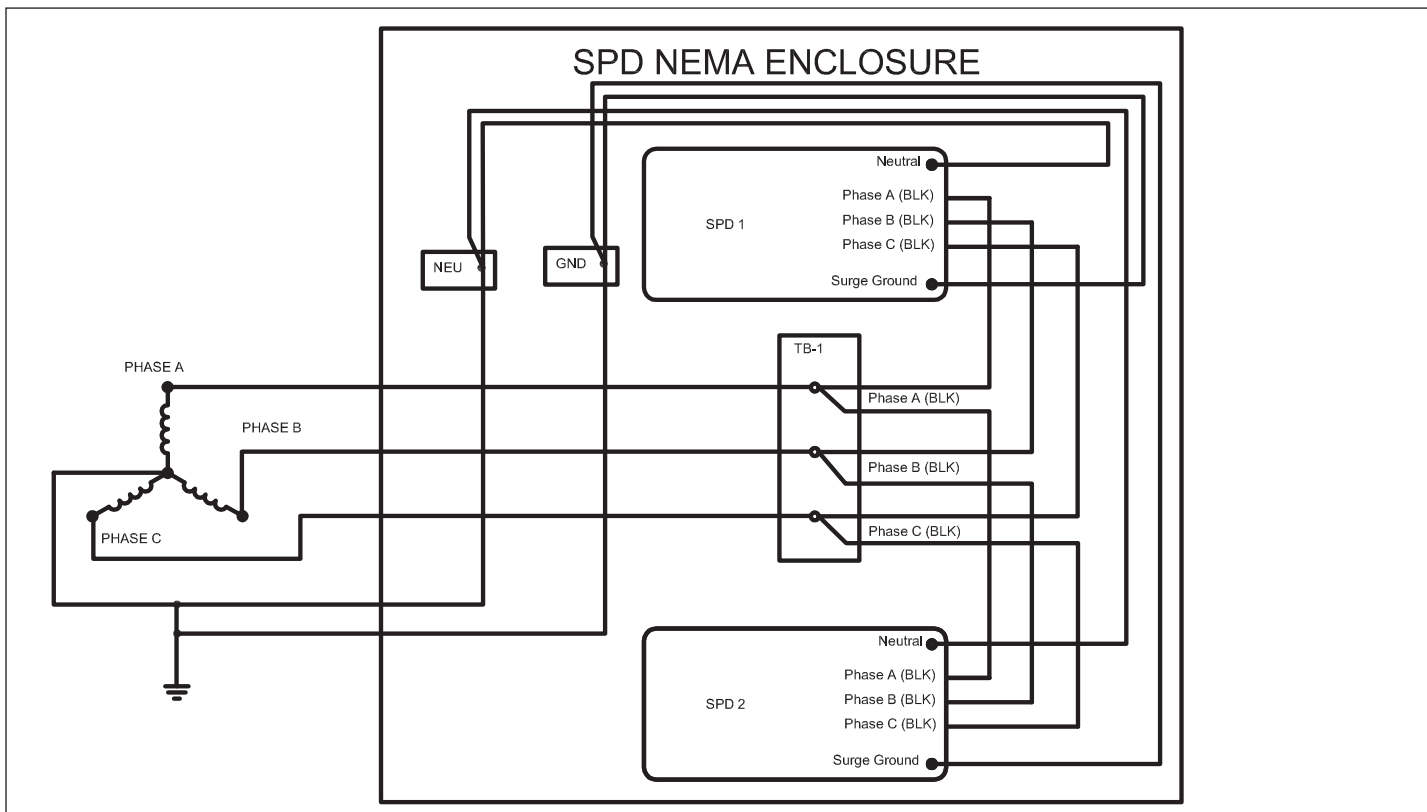 SPD NEMA ENCLOSURE
Neutral
Phase A (BLK)
SPD 1
Phase B (BLK)
Phase C (BLK)
NEU
GND
Surge Ground
TB-1
PHASE A
Phase A (BLK)
PHASE B
Phase B (BLK)
PHASE C
Phase C (BLK)
Neutral
Phase A (BLK)
SPD 2
Phase B (BLK)
Phase C (BLK)
Surge Ground